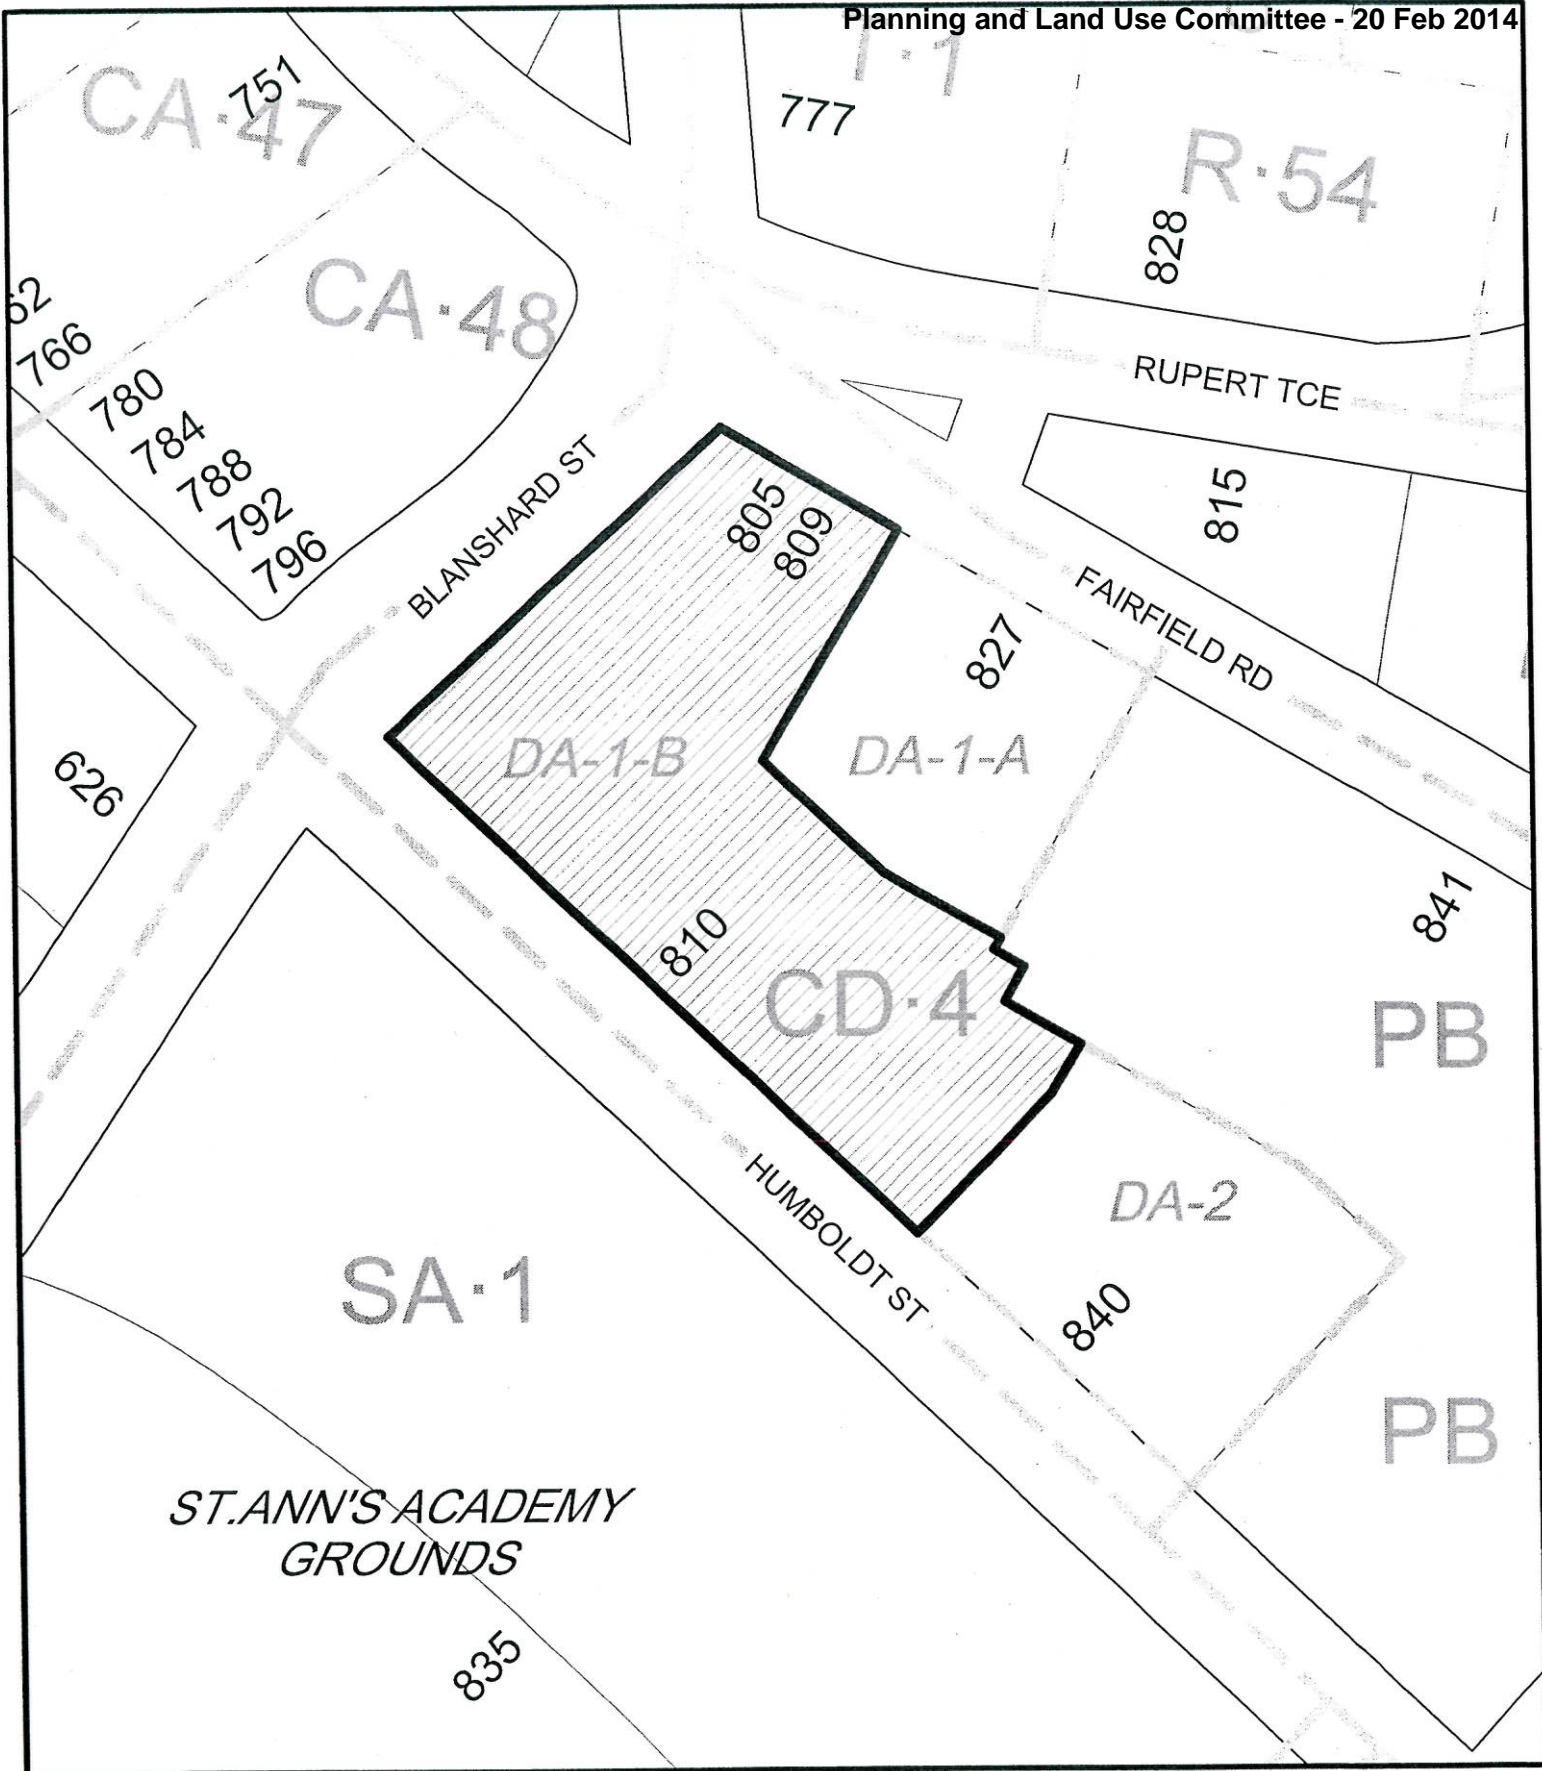 Planning and Land Use Committee - 20 Feb 2014
CA·47
751
777
R·54
828
CA·48
766
780
784
788
792
796
RUPERT TCE
BLANSHARD ST
805
809
815
827
FAIRFIELD RD
626
DA-1-B
DA-1-A
841
810
CD·4
PB
HUMBOLDT ST
DA-2
840
SA·1
PB
ST.ANN'S ACADEMY
GROUNDS
835